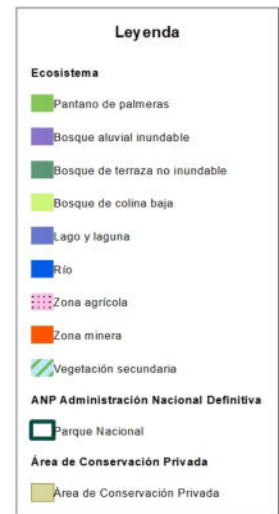 Leyenda
Ecosistema
Pantano de palmeras
Bosque aluvial inundable
Bosque de terraza no inundable
Bosque de colina baja
Lago y laguna
Río
Zona agrícola
Zona minera
Vegetación secundaria
ANP Administración Nacional Definitiva
Parque Nacional
Área de Conservación Privada
Área de Conservación Privada